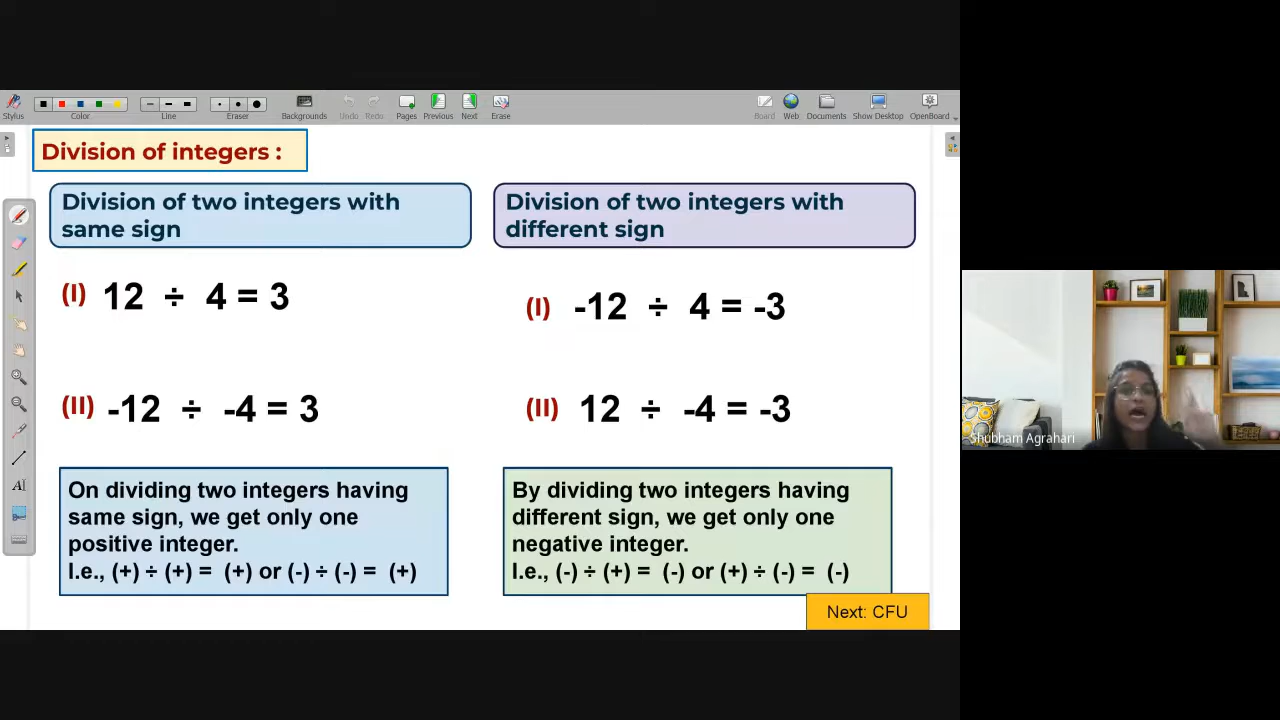 Stylus
Color
Line
Eraser
Backgrounds
Undo
Redo
Pages
Previous
Next
Erase
Board
Web
Documents
Show Desktop
OpenBoard
Division of integers :
Division of two integers with
same sign
(I) 12 ÷ 4 = 3
(II) -12 ÷ -4 = 3
On dividing two integers having
same sign, we get only one
positive integer.
I.e., (+) ÷ (+) = (+) or (-) ÷ (-) = (+)
Division of two integers with
different sign
(I) -12 ÷ 4 = -3
(II) 12 ÷ -4 = -3
By dividing two integers having
different sign, we get only one
negative integer.
I.e., (-) ÷ (+) = (-) or (+) ÷ (-) = (-)
Next: CFU
Shubham Agrahari